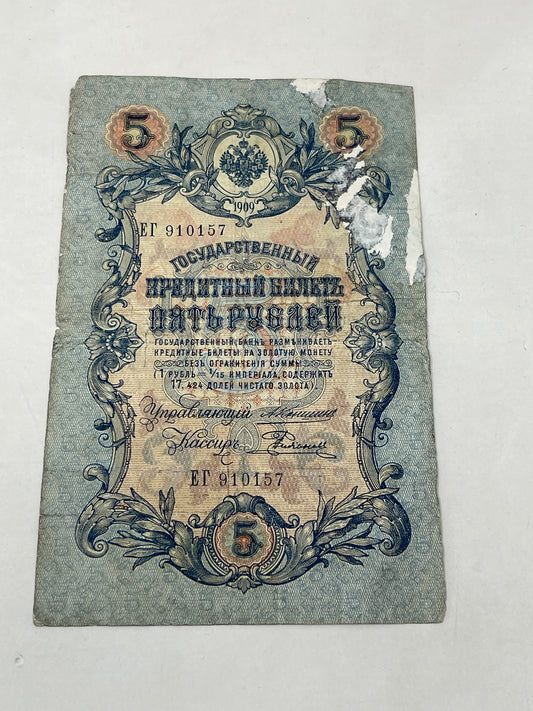 5 5
1909
ЕГ 910157
ГОСУДАРСТВЕННЫЙ
КРЕДИТНЫЙ БИЛЕТЪ
ПЯТЬ РУБЛЕЙ
ГОСУДАРСТВЕННЫЙ БАНКЪ РАЗМѢНИВАЕТЪ
КРЕДИТНЫЕ БИЛЕТЫ НА ЗОЛОТУЮ МОНЕТУ
БЕЗЪ ОГРАНИЧЕНІЯ СУММЫ
(1 РУБЛЬ = 1/15 ИМПЕРІАЛА, СОДЕРЖИТЪ
17,424 ДОЛЕЙ ЧИСТАГО ЗОЛОТА).
Управляющій
Кассиръ
ЕГ 910157
5